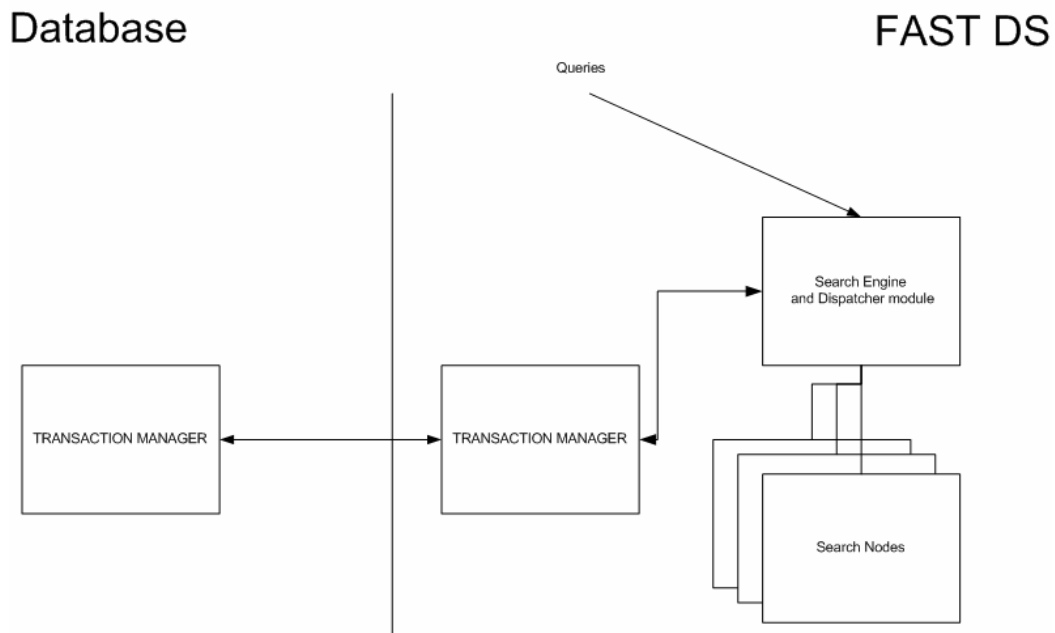 Database
FAST DS
Queries
Search Engine
and Dispatcher module
TRANSACTION MANAGER
TRANSACTION MANAGER
Search Nodes